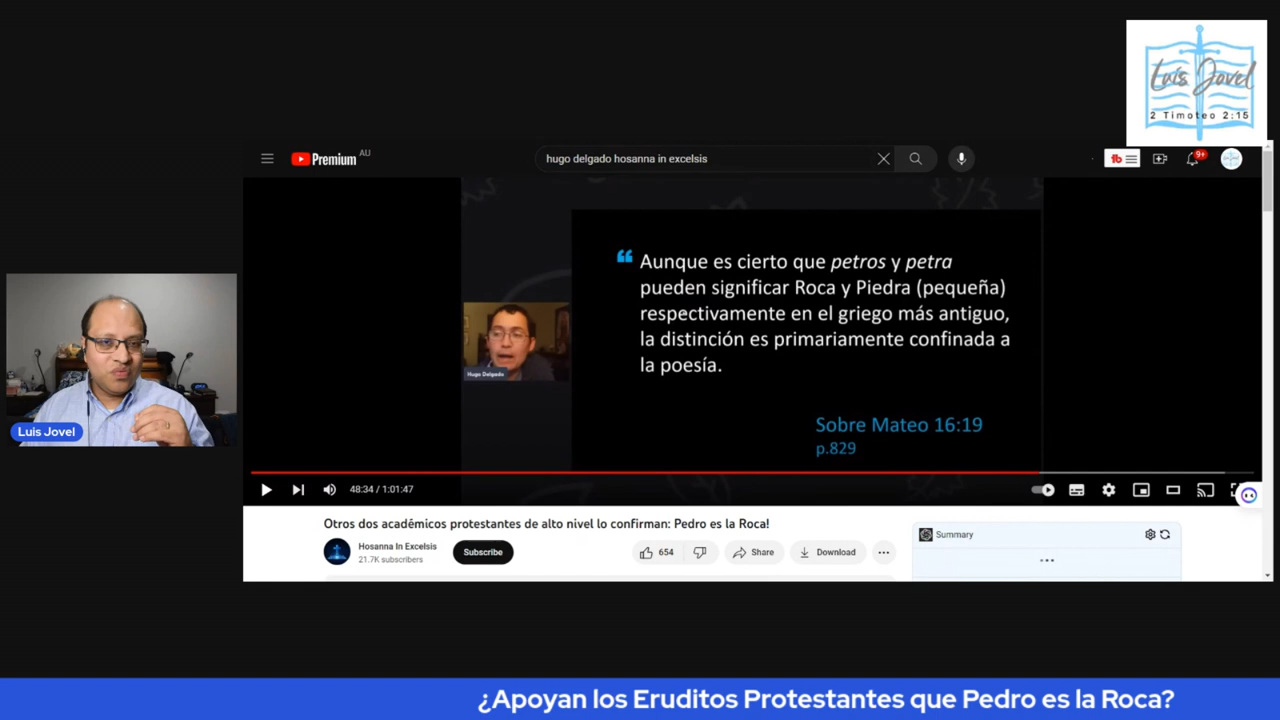 Luis Jovel
2 Timoteo 2:15
Premium AU
hugo delgado hosanna in excelsis
9+
“ Aunque es cierto que petros y petra
pueden significar Roca y Piedra (pequeña)
respectivamente en el griego más antiguo,
la distinción es primariamente confinada a
la poesía.
Hugo Delgado
Sobre Mateo 16:19
p.829
Luis Jovel
48:34 / 1:01:47
Otros dos académicos protestantes de alto nivel lo confirman: Pedro es la Roca!
Hosanna In Excelsis
21.7K subscribers
Subscribe
654
Share
Download
Summary
¿Apoyan los Eruditos Protestantes que Pedro es la Roca?